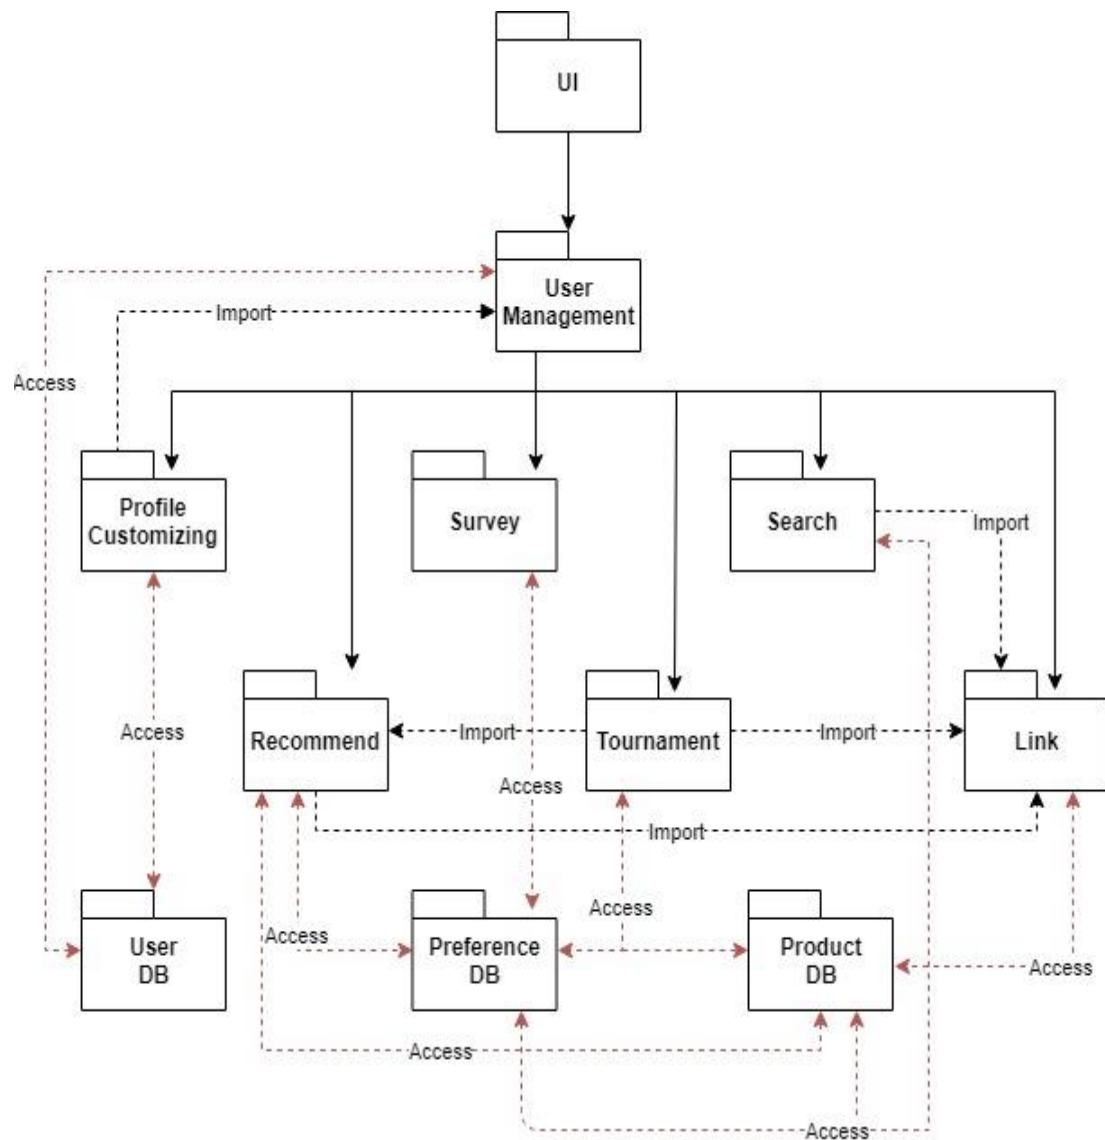 UI
User
Management
Import
Access
Profile
Customizing
Survey
Search
Import
Access
Recommend
Import
Tournament
Import
Link
Access
Import
Access
Access
User
DB
Preference
DB
Product
DB
Access
Access
Access